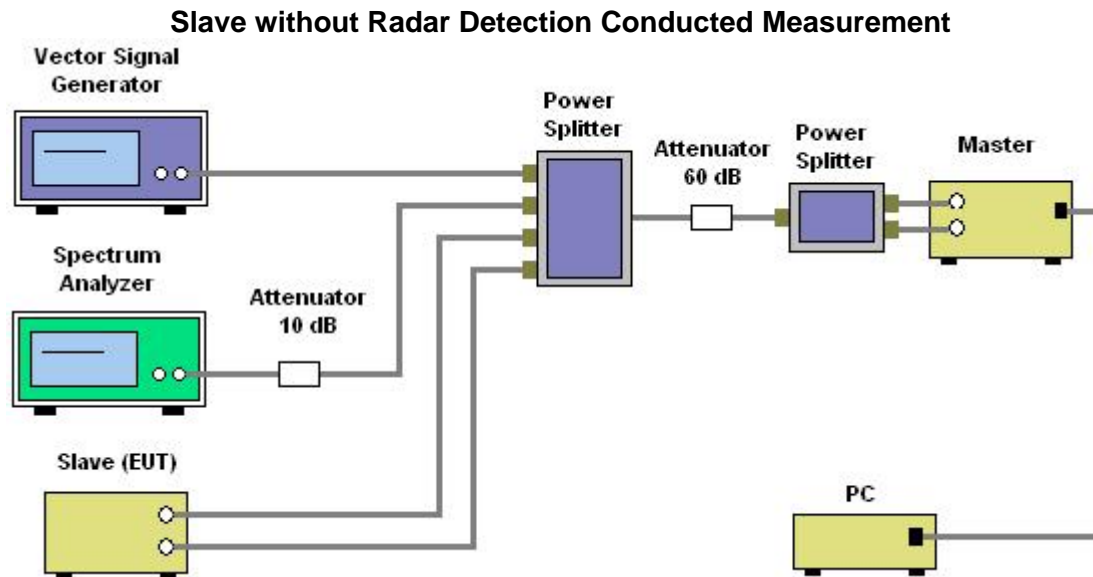 Slave without Radar Detection Conducted Measurement
Vector Signal
Generator
Power
Splitter
Attenuator
60 dB
Power
Splitter
Master
Spectrum
Analyzer
Attenuator
10 dB
Slave (EUT)
PC